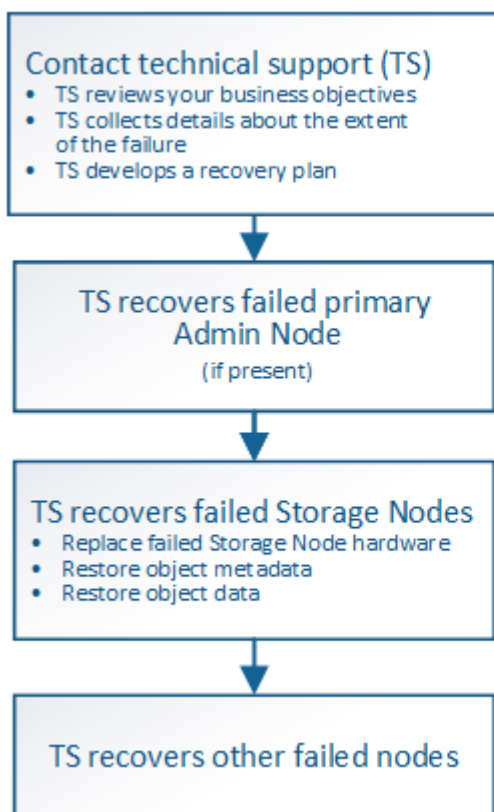 Contact technical support (TS)
• TS reviews your business objectives
• TS collects details about the extent
of the failure
• TS develops a recovery plan
TS recovers failed primary
Admin Node
(if present)
TS recovers failed Storage Nodes
• Replace failed Storage Node hardware
• Restore object metadata
• Restore object data
TS recovers other failed nodes